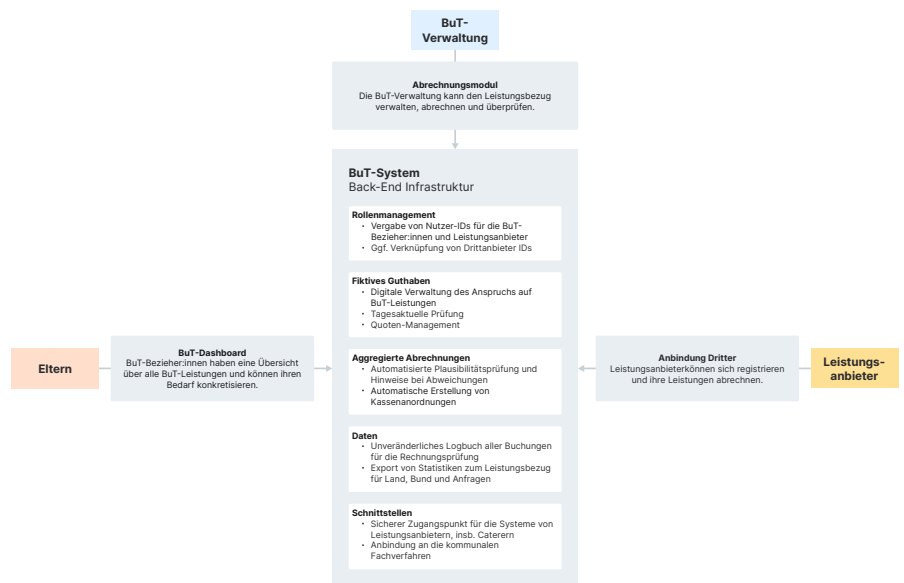 BuT-
Verwaltung
Abrechnungsmodul
Die BuT-Verwaltung kann den Leistungsbezug
verwalten, abrechnen und überprüfen.
BuT-System
Back-End Infrastruktur
Rollenmanagement
• Vergabe von Nutzer-IDs für die BuT-
Bezieher:innen und Leistungsanbieter
• Ggf. Verknüpfung von Drittanbieter IDs
Fiktives Guthaben
• Digitale Verwaltung des Anspruchs auf
BuT-Leistungen
• Tagesaktuelle Prüfung
• Quoten-Management
Aggregierte Abrechnungen
• Automatisierte Plausibilitätsprüfung und
Hinweise bei Abweichungen
• Automatische Erstellung von
Kassenanordnungen
Daten
• Unveränderliches Logbuch aller Buchungen
für die Rechnungsprüfung
• Export von Statistiken zum Leistungsbezug
für Land, Bund und Anfragen
Schnittstellen
• Sicherer Zugangspunkt für die Systeme von
Leistungsanbietern, insb. Caterern
• Anbindung an die kommunalen
Fachverfahren
Eltern
BuT-Dashboard
BuT-Bezieher:innen haben eine Übersicht
über alle BuT-Leistungen und können ihren
Bedarf konkretisieren.
Anbindung Dritter
Leistungsanbieterkönnen sich registrieren
und ihre Leistungen abrechnen.
Leistungs-
anbieter